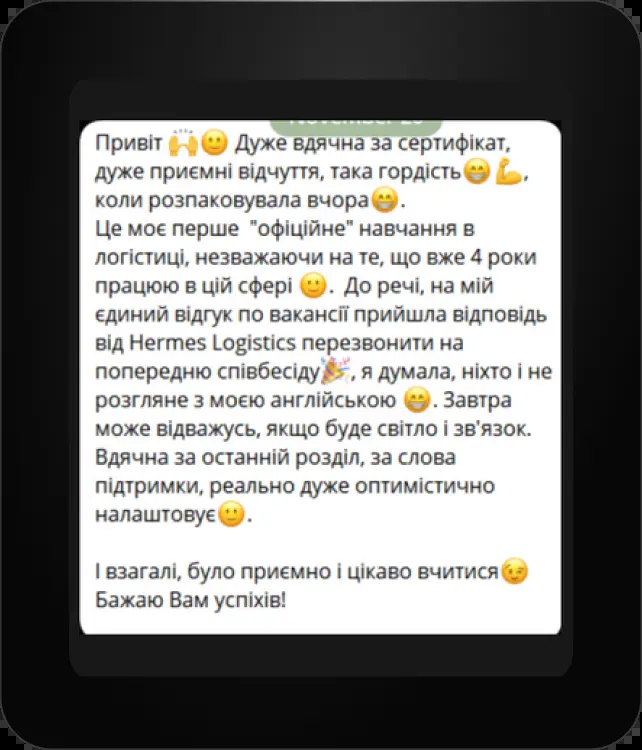 Привіт 🙌🙂 Дуже вдячна за сертифікат,
дуже приємні відчуття, така гордість😁💪,
коли розпаковувала вчора😁.
Це моє перше "офіційне" навчання в
логістиці, незважаючи на те, що вже 4 роки
працюю в цій сфері 🙂. До речі, на мій
єдиний відгук по вакансії прийшла відповідь
від Hermes Logistics перезвонити на
попередню співбесіду🎉, я думала, ніхто і не
розгляне з моєю англійською 😁. Завтра
може відважусь, якщо буде світло і зв'язок.
Вдячна за останній розділ, за слова
підтримки, реально дуже оптимістично
налаштовує🙂.
І взагалі, було приємно і цікаво вчитися😉
Бажаю Вам успіхів!